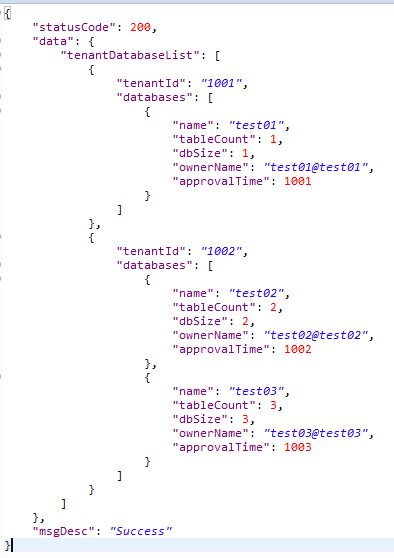 {
    "statusCode": 200,
    "data": {
        "tenantDatabaseList": [
            {
                "tenantId": "1001",
                "databases": [
                    {
                        "name": "test01",
                        "tableCount": 1,
                        "dbSize": 1,
                        "ownerName": "test01@test01",
                        "approvalTime": 1001
                    }
                ]
            },
            {
                "tenantId": "1002",
                "databases": [
                    {
                        "name": "test02",
                        "tableCount": 2,
                        "dbSize": 2,
                        "ownerName": "test02@test02",
                        "approvalTime": 1002
                    },
                    {
                        "name": "test03",
                        "tableCount": 3,
                        "dbSize": 3,
                        "ownerName": "test03@test03",
                        "approvalTime": 1003
                    }
                ]
            }
        ]
    },
    "msgDesc": "Success"
}